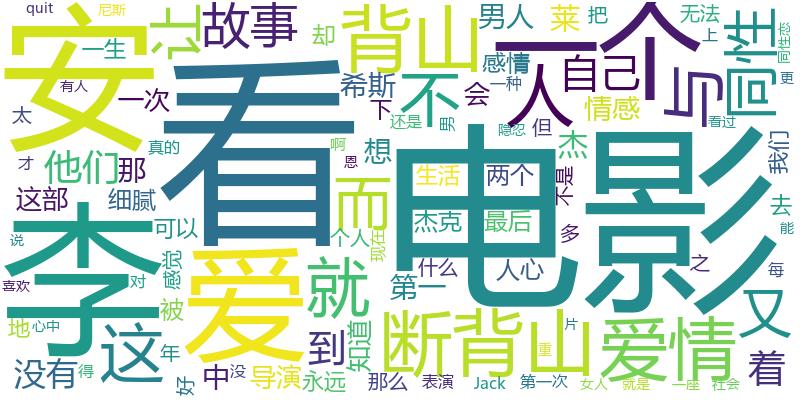 quit
尼斯
安
一生
让
故事
却
背山
男人
莱
把
无法
上
同性
同性恋
更
有人
太
一次
希斯
下
感情
一种
会
自己
一个
人
与
情感
才
他们
那
真的
看
啊
还是
不
男
隐忍
但
看过
我们
这部
细腻
恩
想
而
生活
两个
杰
不是
电影
去
能
李
可以
感觉
个人
现在
杰克
最后
多
说
喜欢
对
被
爱
就
什么
第一
人心
之
每
又
地
心中
这
年
到
知道
断背山
片
重
爱情
着
没有
得
好
中
没
导演
永远
那么
表演
Jack
第一次
女人
就是
一座
社会